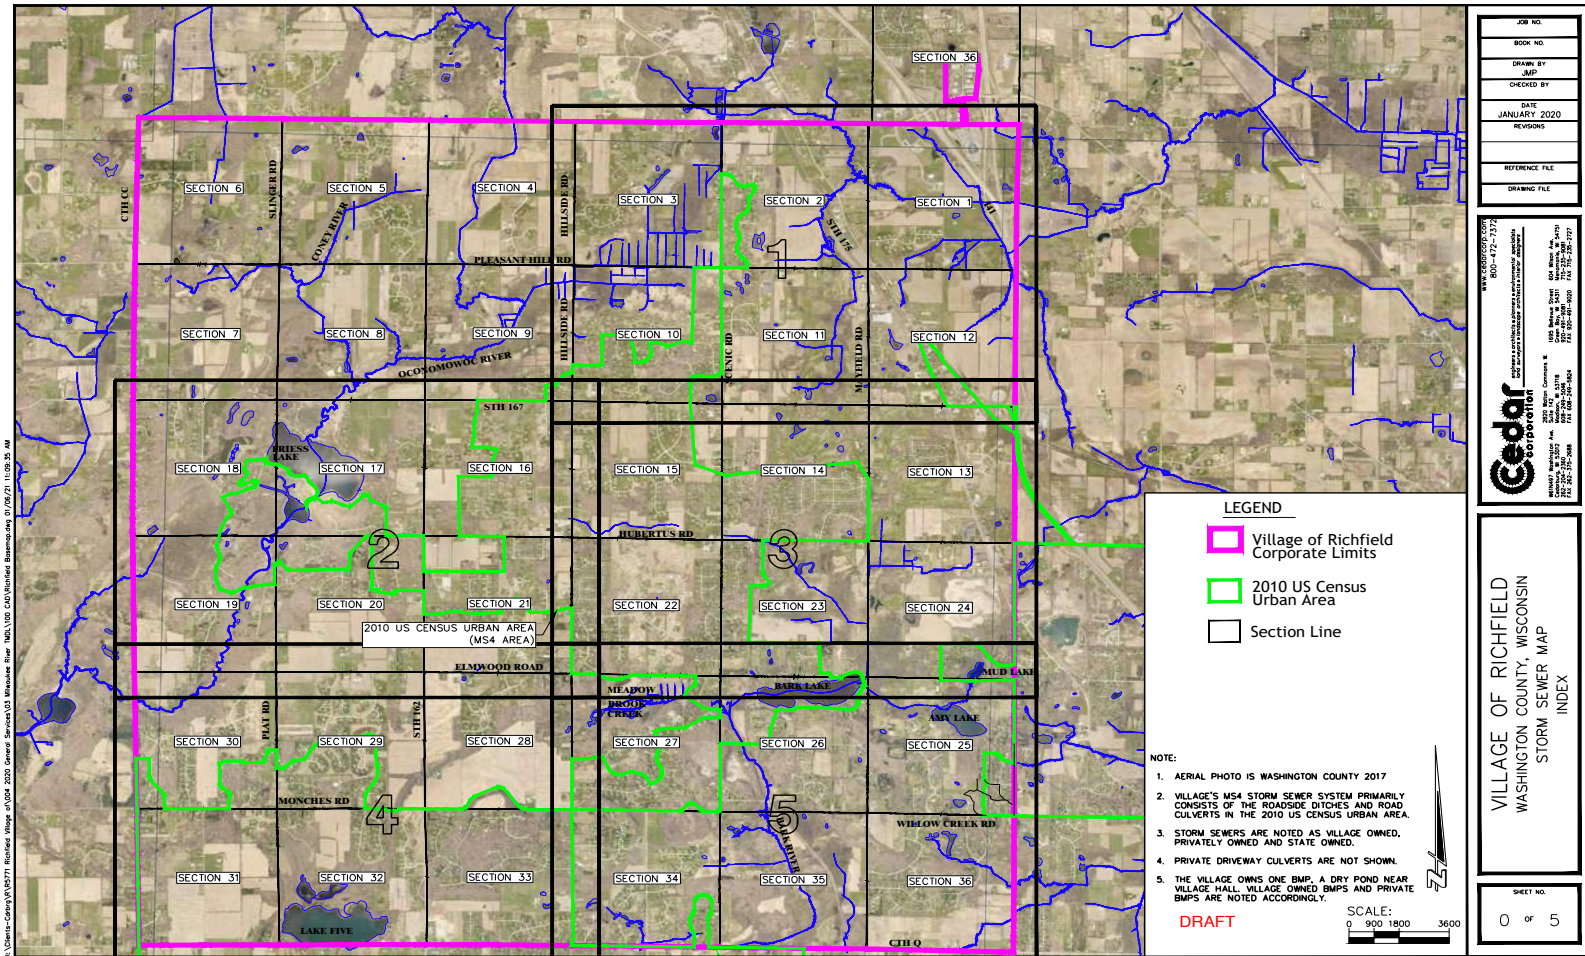 SECTION 36
SECTION 6
SECTION 5
SECTION 4
SECTION 3
SECTION 2
SECTION 1
CTH CC
SLINGER RD
CONEY RIVER
HILLSIDE RD
STH 175
141
PLEASANT HILL RD
1
SECTION 7
SECTION 8
SECTION 9
HILLSIDE RD
SECTION 10
SCENIC RD
SECTION 11
MAYFIELD RD
SECTION 12
OCONOMOWOC RIVER
STH 167
FRIESS
LAKE
SECTION 18
SECTION 17
SECTION 16
SECTION 15
SECTION 14
SECTION 13
HUBERTUS RD
2
3
SECTION 19
SECTION 20
SECTION 21
SECTION 22
SECTION 23
SECTION 24
2010 US CENSUS URBAN AREA
(MS4 AREA)
ELMWOOD ROAD
MEADOW
BROOK
CREEK
BARK LAKE
MUD LAKE
AMY LAKE
PLAT RD
STH 162
SECTION 30
SECTION 29
SECTION 28
SECTION 27
SECTION 26
SECTION 25
MONCHES RD
4
5
WILLOW CREEK RD
BARK RIVER
SECTION 31
SECTION 32
SECTION 33
SECTION 34
SECTION 35
SECTION 36
LAKE FIVE
CTH Q
LEGEND
Village of Richfield
Corporate Limits
2010 US Census
Urban Area
Section Line
NOTE:
1. AERIAL PHOTO IS WASHINGTON COUNTY 2017
2. VILLAGE'S MS4 STORM SEWER SYSTEM PRIMARILY
CONSISTS OF THE ROADSIDE DITCHES AND ROAD
CULVERTS IN THE 2010 US CENSUS URBAN AREA.
3. STORM SEWERS ARE NOTED AS VILLAGE OWNED,
PRIVATELY OWNED AND STATE OWNED.
4. PRIVATE DRIVEWAY CULVERTS ARE NOT SHOWN.
5. THE VILLAGE OWNS ONE BMP, A DRY POND NEAR
VILLAGE HALL. VILLAGE OWNED BMPS AND PRIVATE
BMPS ARE NOTED ACCORDINGLY.
DRAFT
SCALE:
0 900 1800 3600
N
JOB NO.
BOOK NO.
DRAWN BY
JMP
CHECKED BY
DATE
JANUARY 2020
REVISIONS
REFERENCE FILE
DRAWING FILE
www.cedarcorp.com
800-472-7372
Cedar
corporation
VILLAGE OF RICHFIELD
WASHINGTON COUNTY, WISCONSIN
STORM SEWER MAP
INDEX
SHEET NO.
0 OF 5